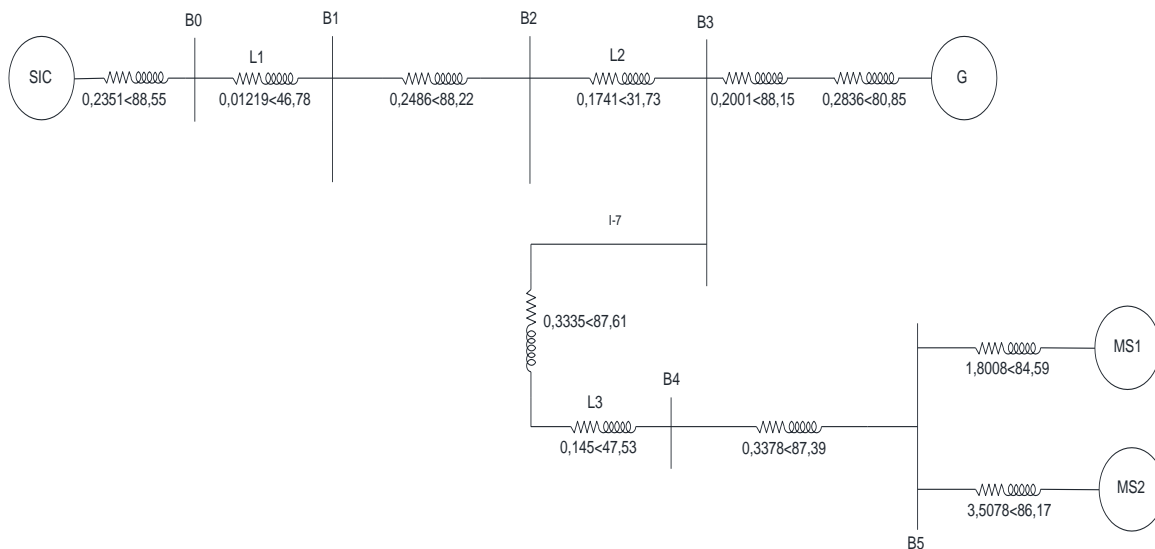 B0
B1
B2
B3
SIC
L1
L2
G
0,2351<88,55
0,01219<46,78
0,2486<88,22
0,1741<31,73
0,2001<88,15
0,2836<80,85
I-7
0,3335<87,61
MS1
1,8008<84,59
B4
L3
0,145<47,53
0,3378<87,39
MS2
3,5078<86,17
B5